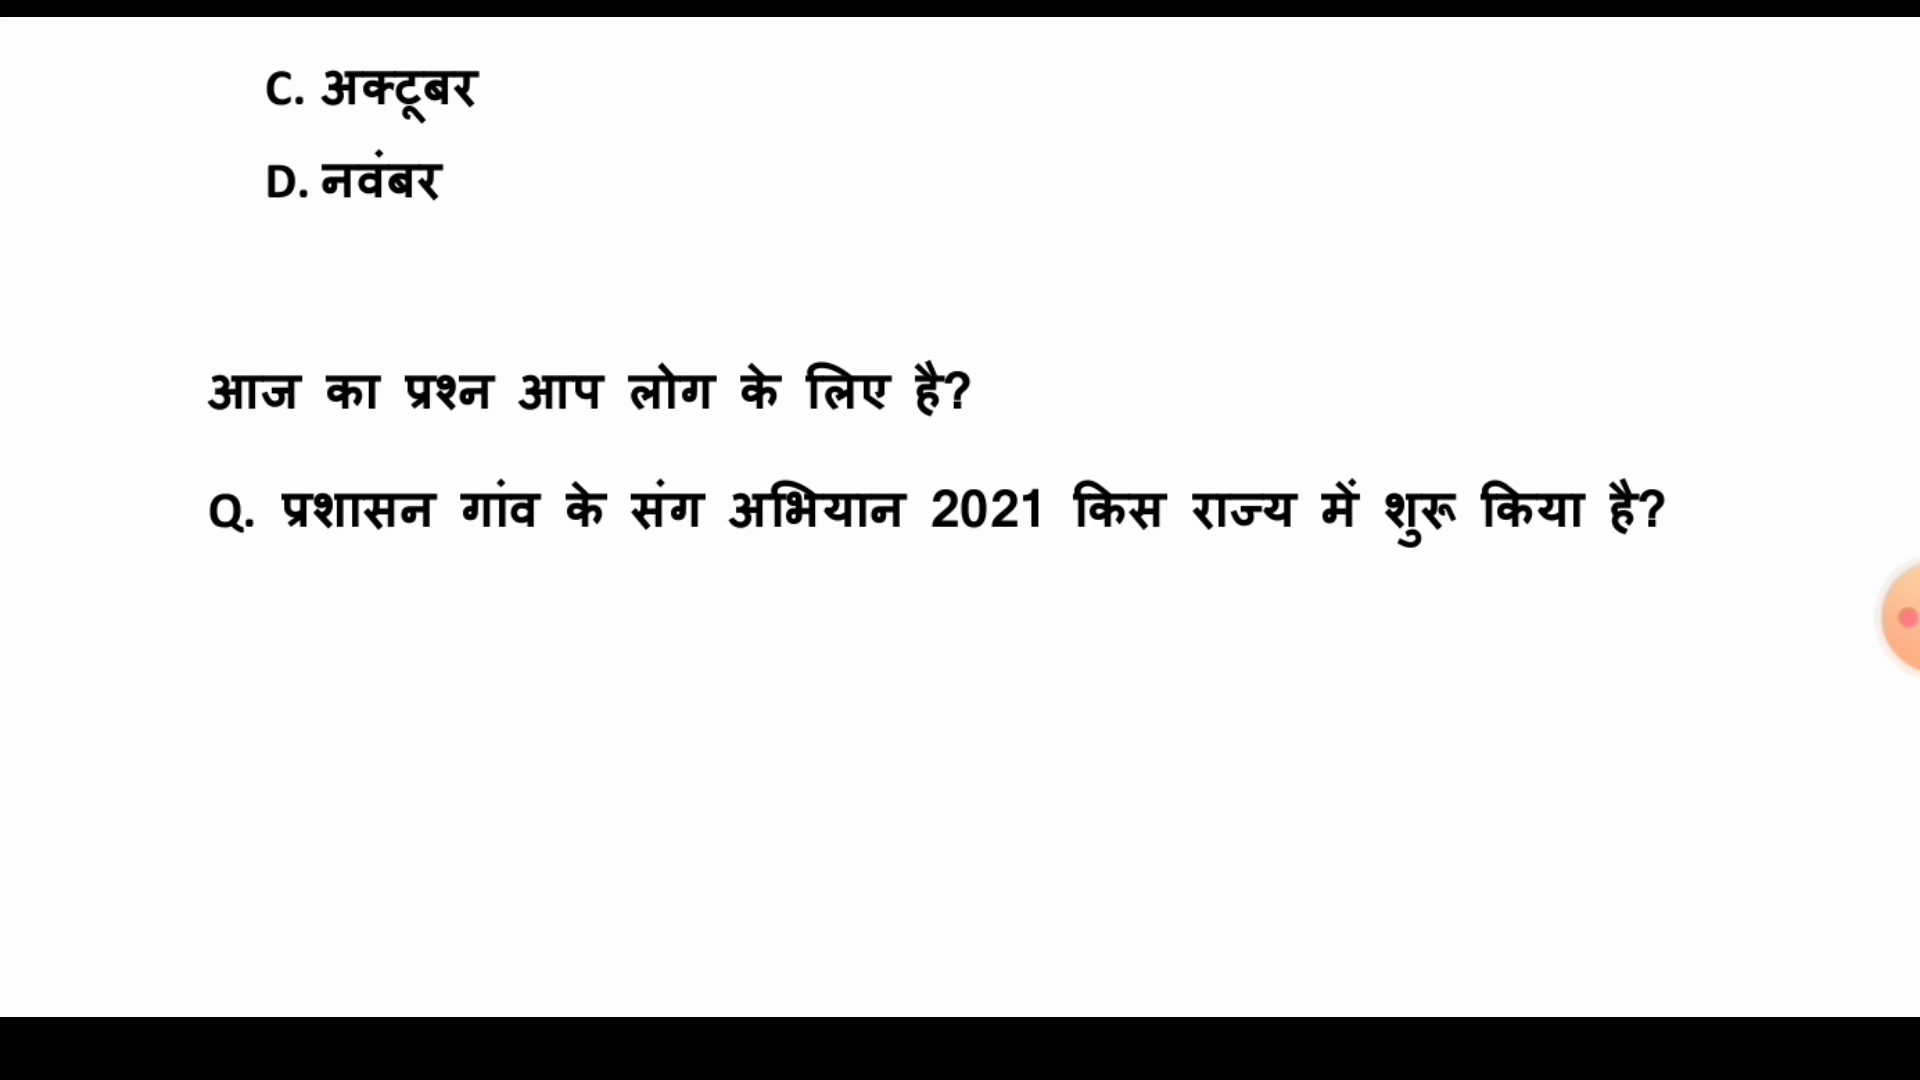 C. अक्टूबर
D. नवंबर
आज का प्रश्न आप लोग के लिए है?
Q. प्रशासन गांव के संग अभियान 2021 किस राज्य में शुरू किया है?